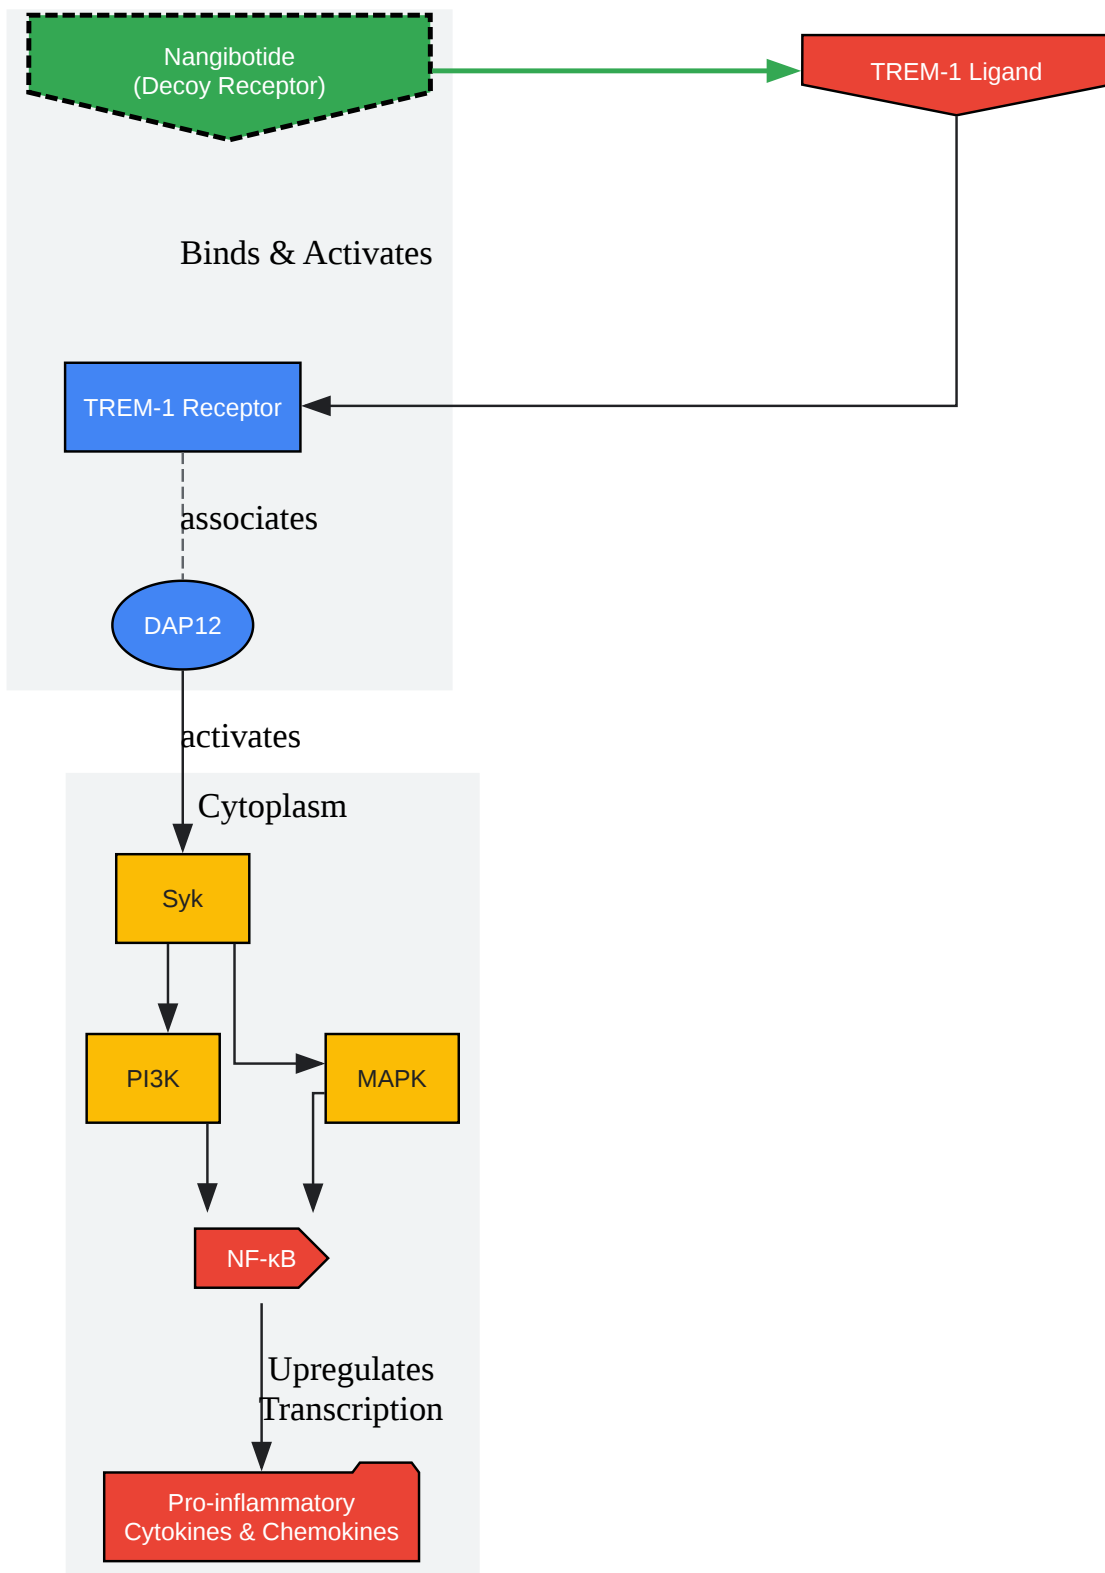 Nangibotide
(Decoy Receptor)
TREM-1 Ligand
Binds & Activates
TREM-1 Receptor
associates
DAP12
activates
Cytoplasm
Syk
PI3K
MAPK
NF-κB
Upregulates
Transcription
Pro-inflammatory
Cytokines & Chemokines